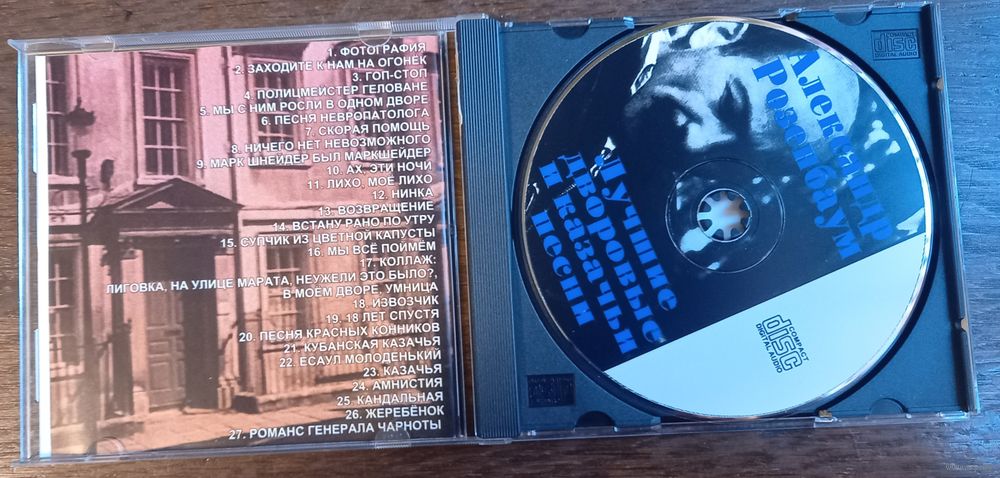 1. ФОТОГРАФИЯ
2. ЗАХОДИТЕ К НАМ НА ОГОНЕК
3. ГОП-СТОП
4. ПОЛИЦМЕЙСТЕР ГЕЛОВАНЕ
5. МЫ С НИМ РОСЛИ В ОДНОМ ДВОРЕ
6. ПЕСНЯ НЕВРОПАТОЛОГА
7. СКОРАЯ ПОМОЩЬ
8. НИЧЕГО НЕТ НЕВОЗМОЖНОГО
9. МАРК ШНЕЙДЕР БЫЛ МАРКШЕЙДЕР
10. АХ, ЭТИ НОЧИ
11. ЛИХО, МОЁ ЛИХО
12. НИНКА
13. ВОЗВРАЩЕНИЕ
14. ВСТАНУ РАНО ПО УТРУ
15. СУПЧИК ИЗ ЦВЕТНОЙ КАПУСТЫ
16. МЫ ВСЁ ПОЙМЁМ
17. КОЛЛАЖ:
ЛИГОВКА, НА УЛИЦЕ МАРАТА, НЕУЖЕЛИ ЭТО БЫЛО?,
В МОЁМ ДВОРЕ, УМНИЦА
18. ИЗВОЗЧИК
19. 18 ЛЕТ СПУСТЯ
20. ПЕСНЯ КРАСНЫХ КОННИКОВ
21. КУБАНСКАЯ КАЗАЧЬЯ
22. ЕСАУЛ МОЛОДЕНЬКИЙ
23. КАЗАЧЬЯ
24. АМНИСТИЯ
25. КАНДАЛЬНАЯ
26. ЖЕРЕБЁНОК
27. РОМАНС ГЕНЕРАЛА ЧАРНОТЫ
Александр
Розенбаум
Лучшие
дворовые
и казачьи
песни
COMPACT
disc
DIGITAL AUDIO
COMPACT
disc
DIGITAL AUDIO